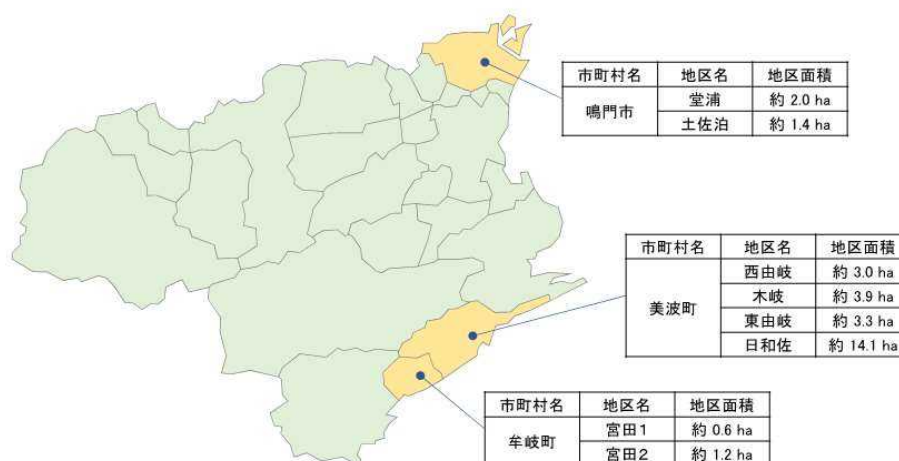 市町村名 地区名 地区面積
鳴門市 堂浦 約 2.0 ha
土佐泊 約 1.4 ha
市町村名 地区名 地区面積
美波町 西由岐 約 3.0 ha
木岐 約 3.9 ha
東由岐 約 3.3 ha
日和佐 約 14.1 ha
市町村名 地区名 地区面積
牟岐町 宮田1 約 0.6 ha
宮田2 約 1.2 ha